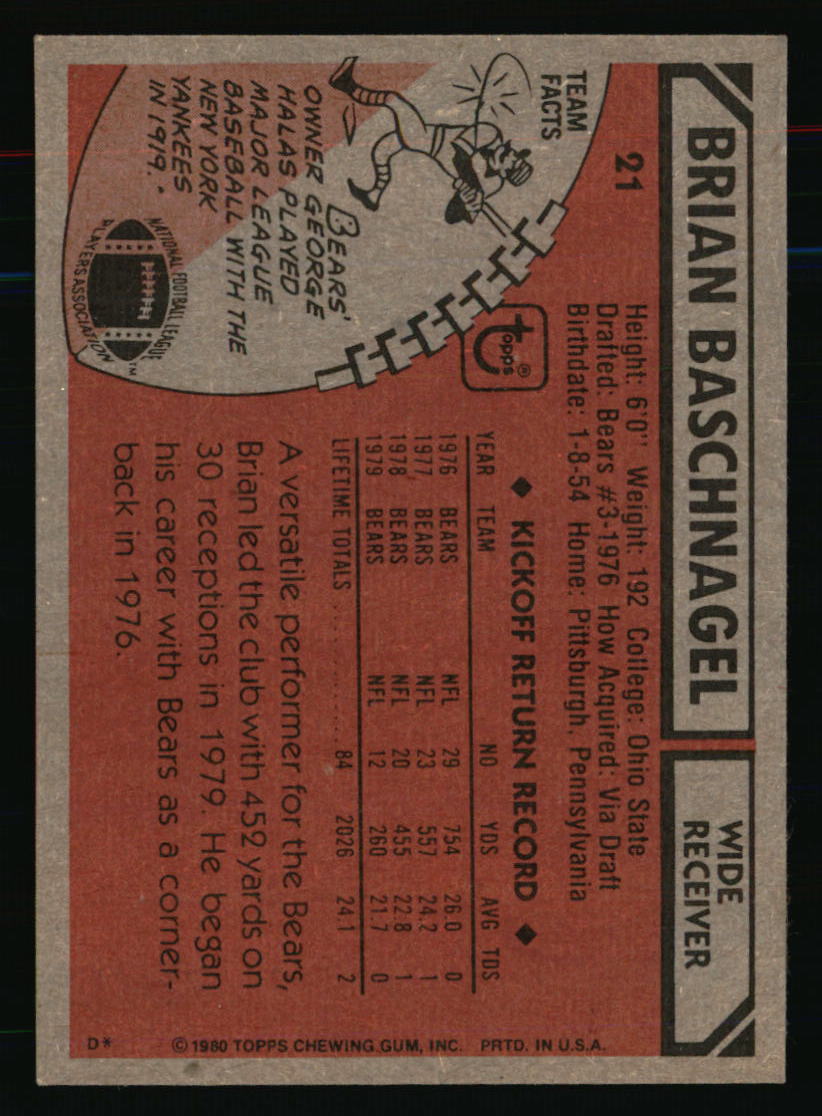 BRIAN BASCHNAGEL
WIDE
RECEIVER
21
Height: 6'0" Weight: 192 College: Ohio State
Drafted: Bears #3-1976 How Acquired: Via Draft
Birthdate: 1-8-54 Home: Pittsburgh, Pennsylvania
TEAM
FACTS
BEARS'
OWNER GEORGE
HALAS PLAYED
MAJOR LEAGUE
BASEBALL WITH THE
NEW YORK
YANKEES
IN 1919.
NATIONAL FOOTBALL LEAGUE
PLAYERS ASSOCIATION™
topps®
◆ KICKOFF RETURN RECORD ◆
YEAR TEAM NO YDS AVG TDS
1976 BEARS NFL 29 754 26.0 0
1977 BEARS NFL 23 557 24.2 1
1978 BEARS NFL 20 455 22.8 1
1979 BEARS NFL 12 260 21.7 0
LIFETIME TOTALS 84 2026 24.1 2
A versatile performer for the Bears,
Brian led the club with 452 yards on
30 receptions in 1979. He began
his career with Bears as a corner-
back in 1976.
D* © 1980 TOPPS CHEWING GUM, INC. PRTD. IN U.S.A.